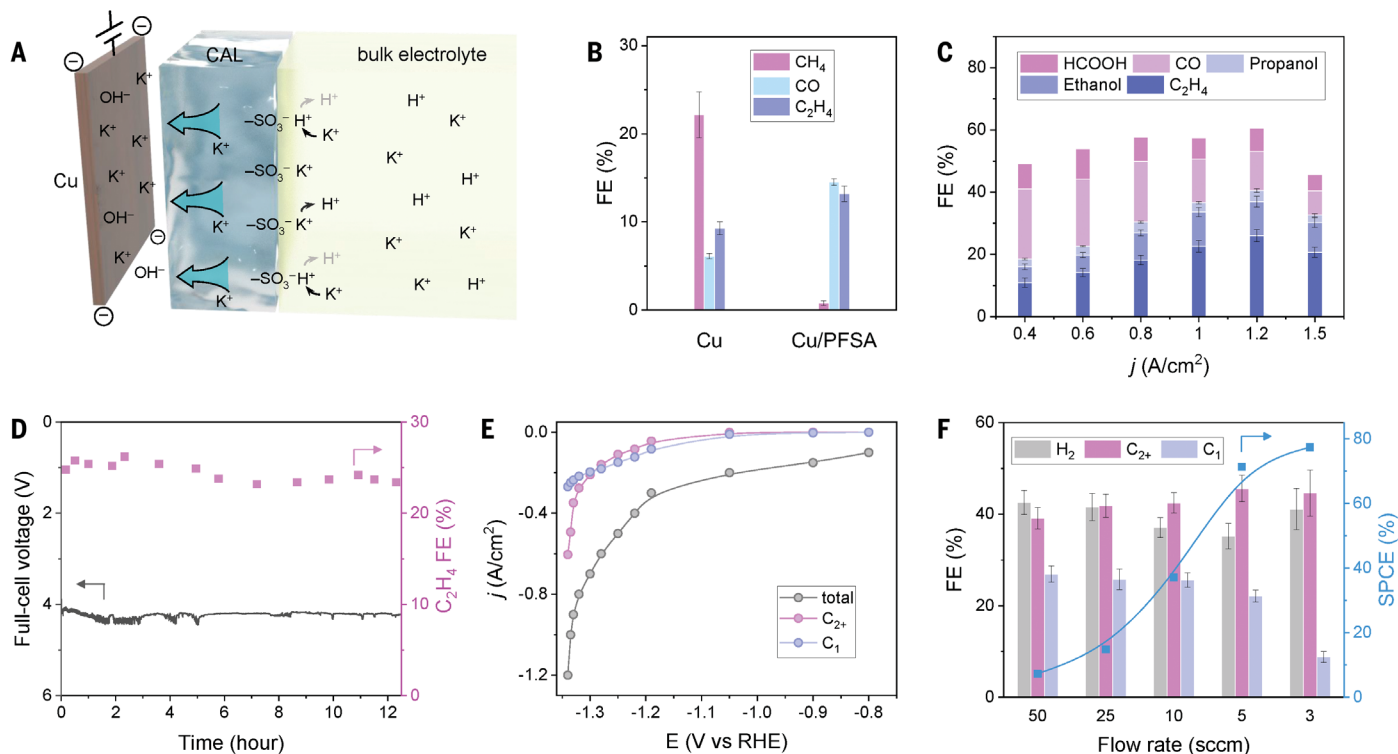 A
CAL
bulk electrolyte
Cu
K⁺
OH⁻
K⁺
K⁺
K⁺
K⁺
OH⁻
K⁺
OH⁻
K⁺
K⁺
K⁺
K⁺
–SO₃⁻H⁺
H⁺
K⁺
–SO₃⁻K⁺
–SO₃⁻K⁺
H⁺
–SO₃⁻H⁺
H⁺
K⁺
H⁺
K⁺
K⁺
H⁺
H⁺
K⁺
K⁺
K⁺
H⁺
B
FE (%)
30
20
10
0
CH₄
CO
C₂H₄
Cu
Cu/PFSA
C
FE (%)
80
60
40
20
0
HCOOH CO Propanol
Ethanol C₂H₄
0.4 0.6 0.8 1 1.2 1.5
j (A/cm²)
D
Full-cell voltage (V)
0
2
4
6
C₂H₄ FE (%)
30
20
10
0
0 2 4 6 8 10 12
Time (hour)
E
j (A/cm²)
0.0
-0.4
-0.8
-1.2
total
C₂₊
C₁
-1.3 -1.2 -1.1 -1.0 -0.9 -0.8
E (V vs RHE)
F
FE (%)
60
40
20
0
H₂ C₂₊ C₁
SPCE (%)
80
60
40
20
0
50 25 10 5 3
Flow rate (sccm)